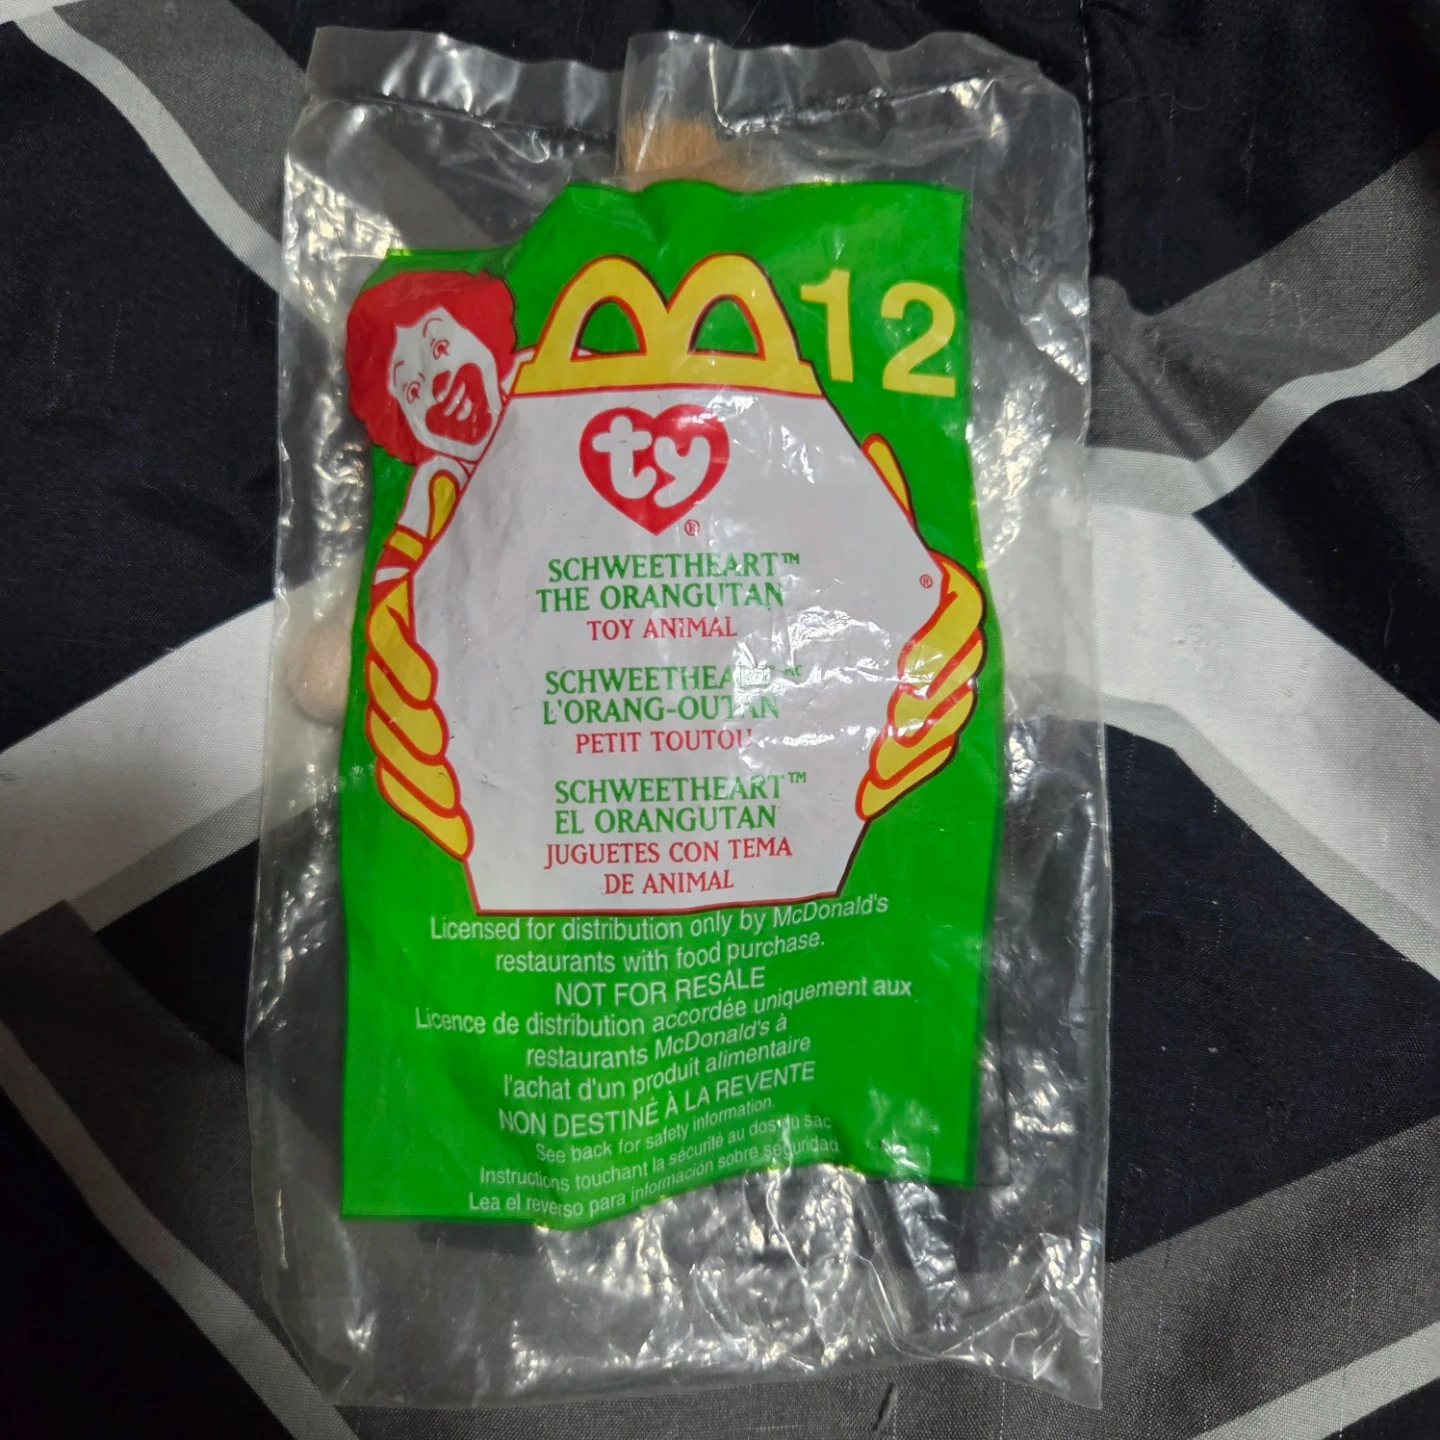 12
ty®
SCHWEETHEART™
THE ORANGUTAN
TOY ANIMAL
®
SCHWEETHEART MC
L'ORANG-OUTAN
PETIT TOUTOU
SCHWEETHEART™
EL ORANGUTAN
JUGUETES CON TEMA
DE ANIMAL
Licensed for distribution only by McDonald's
restaurants with food purchase.
NOT FOR RESALE
Licence de distribution accordée uniquement aux
restaurants McDonald's à
l'achat d'un produit alimentaire
NON DESTINÉ À LA REVENTE
See back for safety information.
Instructions touchant la sécurité au dos du sac
Lea el reverso para información sobre seguridad